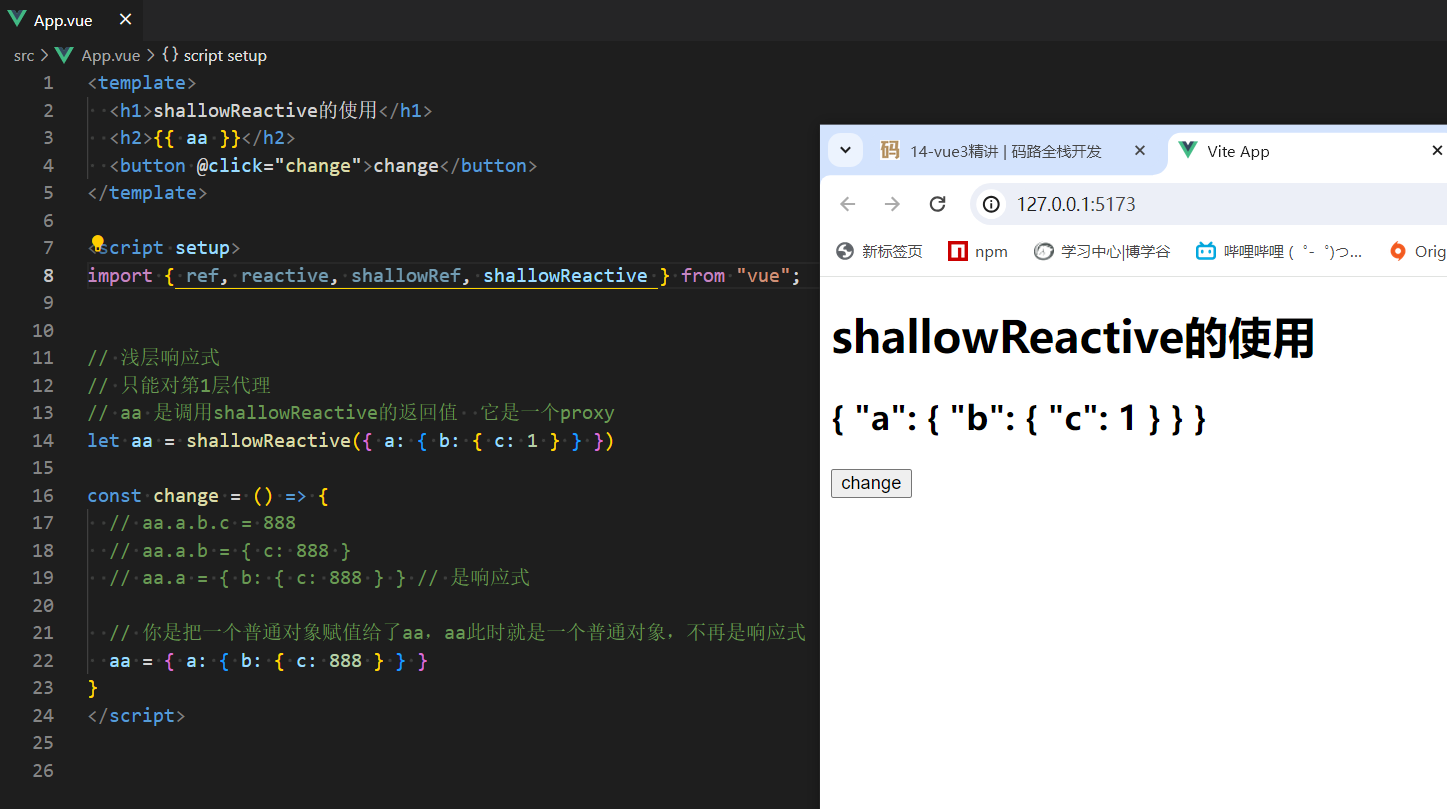 App.vue
src > App.vue > {} script setup
1 <template>
2 <h1>shallowReactive的使用</h1>
3 <h2>{{ aa }}</h2>
4 <button @click="change">change</button>
5 </template>
6
7 <script setup>
8 import { ref, reactive, shallowRef, shallowReactive } from "vue";
9
10
11 // 浅层响应式
12 // 只能对第1层代理
13 // aa 是调用shallowReactive的返回值 它是一个proxy
14 let aa = shallowReactive({ a: { b: { c: 1 } } })
15
16 const change = () => {
17 // aa.a.b.c = 888
18 // aa.a.b = { c: 888 }
19 // aa.a = { b: { c: 888 } } // 是响应式
20
21 // 你是把一个普通对象赋值给了aa，aa此时就是一个普通对象，不再是响应式
22 aa = { a: { b: { c: 888 } } }
23 }
24 </script>
25
26
码 14-vue3精讲 | 码路全栈开发
Vite App
127.0.0.1:5173
新标签页 npm 学习中心|博学谷 哔哩哔哩 (゜-゜)つ... Orig
shallowReactive的使用
{ "a": { "b": { "c": 1 } } }
change